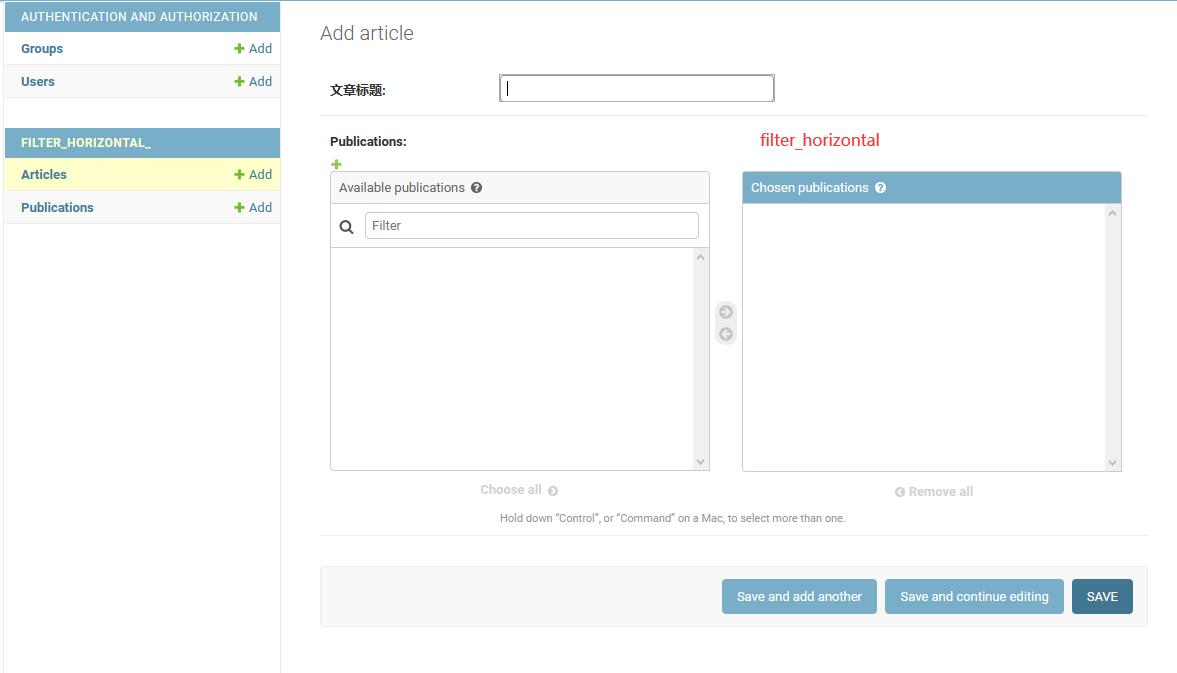 AUTHENTICATION AND AUTHORIZATION
Groups
Add
Users
Add
FILTER_HORIZONTAL_
Articles
Add
Publications
Add
Add article
文章标题:
Publications:
filter_horizontal
Available publications
Filter
Chosen publications
Choose all
Remove all
Hold down “Control”, or “Command” on a Mac, to select more than one.
Save and add another
Save and continue editing
SAVE